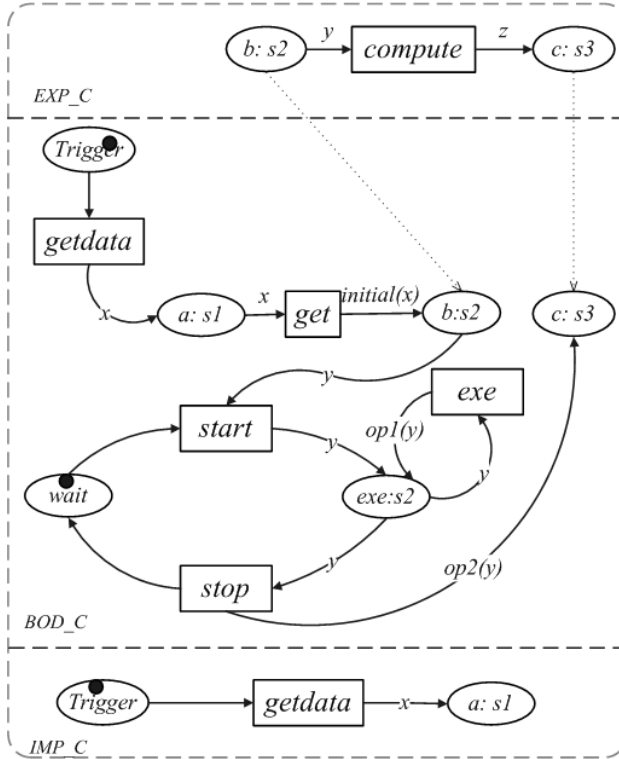 b: s2 y compute z c: s3
EXP_C
Trigger
getdata
x a: s1 x get initial(x) b:s2 c: s3
y
exe
start op1(y)
y
wait exe:s2 y
y
stop op2(y)
BOD_C
Trigger getdata x a: s1
IMP_C